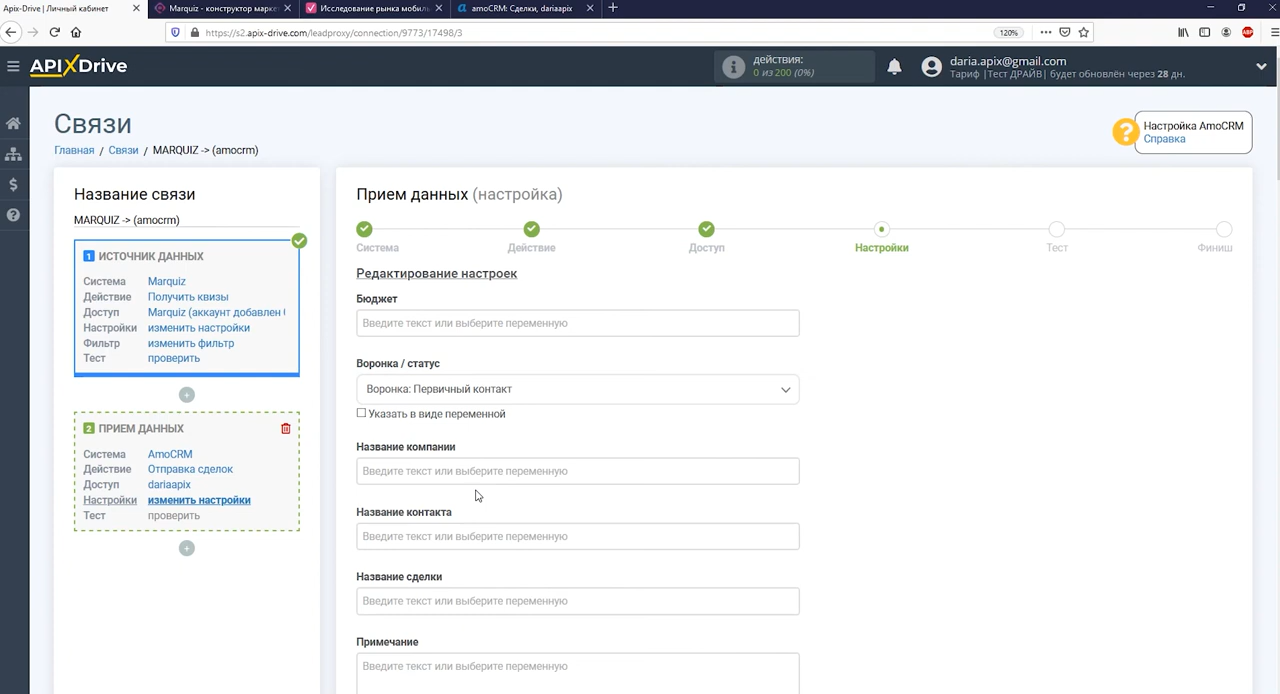 Apix-Drive | Личный кабинет
Marquiz - конструктор марке
Исследование рынка мобиль
amoCRM: Сделки, dariaapix
https://s2.apix-drive.com/leadproxy/connection/9773/17498/3
120%
ABP
APIXDrive
действия:
0 из 200 (0%)
daria.apix@gmail.com
Тариф |Тест ДРАЙВ| будет обновлён через 28 дн.
Связи
Главная / Связи / MARQUIZ -> (amocrm)
Настройка AmoCRM
Справка
Название связи
MARQUIZ -> (amocrm)
1 ИСТОЧНИК ДАННЫХ
Система Marquiz
Действие Получить квизы
Доступ Marquiz (аккаунт добавлен
Настройки изменить настройки
Фильтр изменить фильтр
Тест проверить
2 ПРИЕМ ДАННЫХ
Система AmoCRM
Действие Отправка сделок
Доступ dariaapix
Настройки изменить настройки
Тест проверить
Прием данных (настройка)
Система
Действие
Доступ
Настройки
Тест
Финиш
Редактирование настроек
Бюджет
Введите текст или выберите переменную
Воронка / статус
Воронка: Первичный контакт
Указать в виде переменной
Название компании
Введите текст или выберите переменную
Название контакта
Введите текст или выберите переменную
Название сделки
Введите текст или выберите переменную
Примечание
Введите текст или выберите переменную